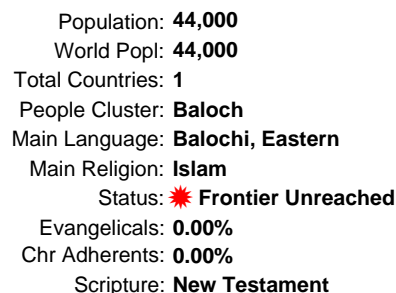 Population: 44,000
World Popl: 44,000
Total Countries: 1
People Cluster: Baloch
Main Language: Balochi, Eastern
Main Religion: Islam
Status: Frontier Unreached
Evangelicals: 0.00%
Chr Adherents: 0.00%
Scripture: New Testament